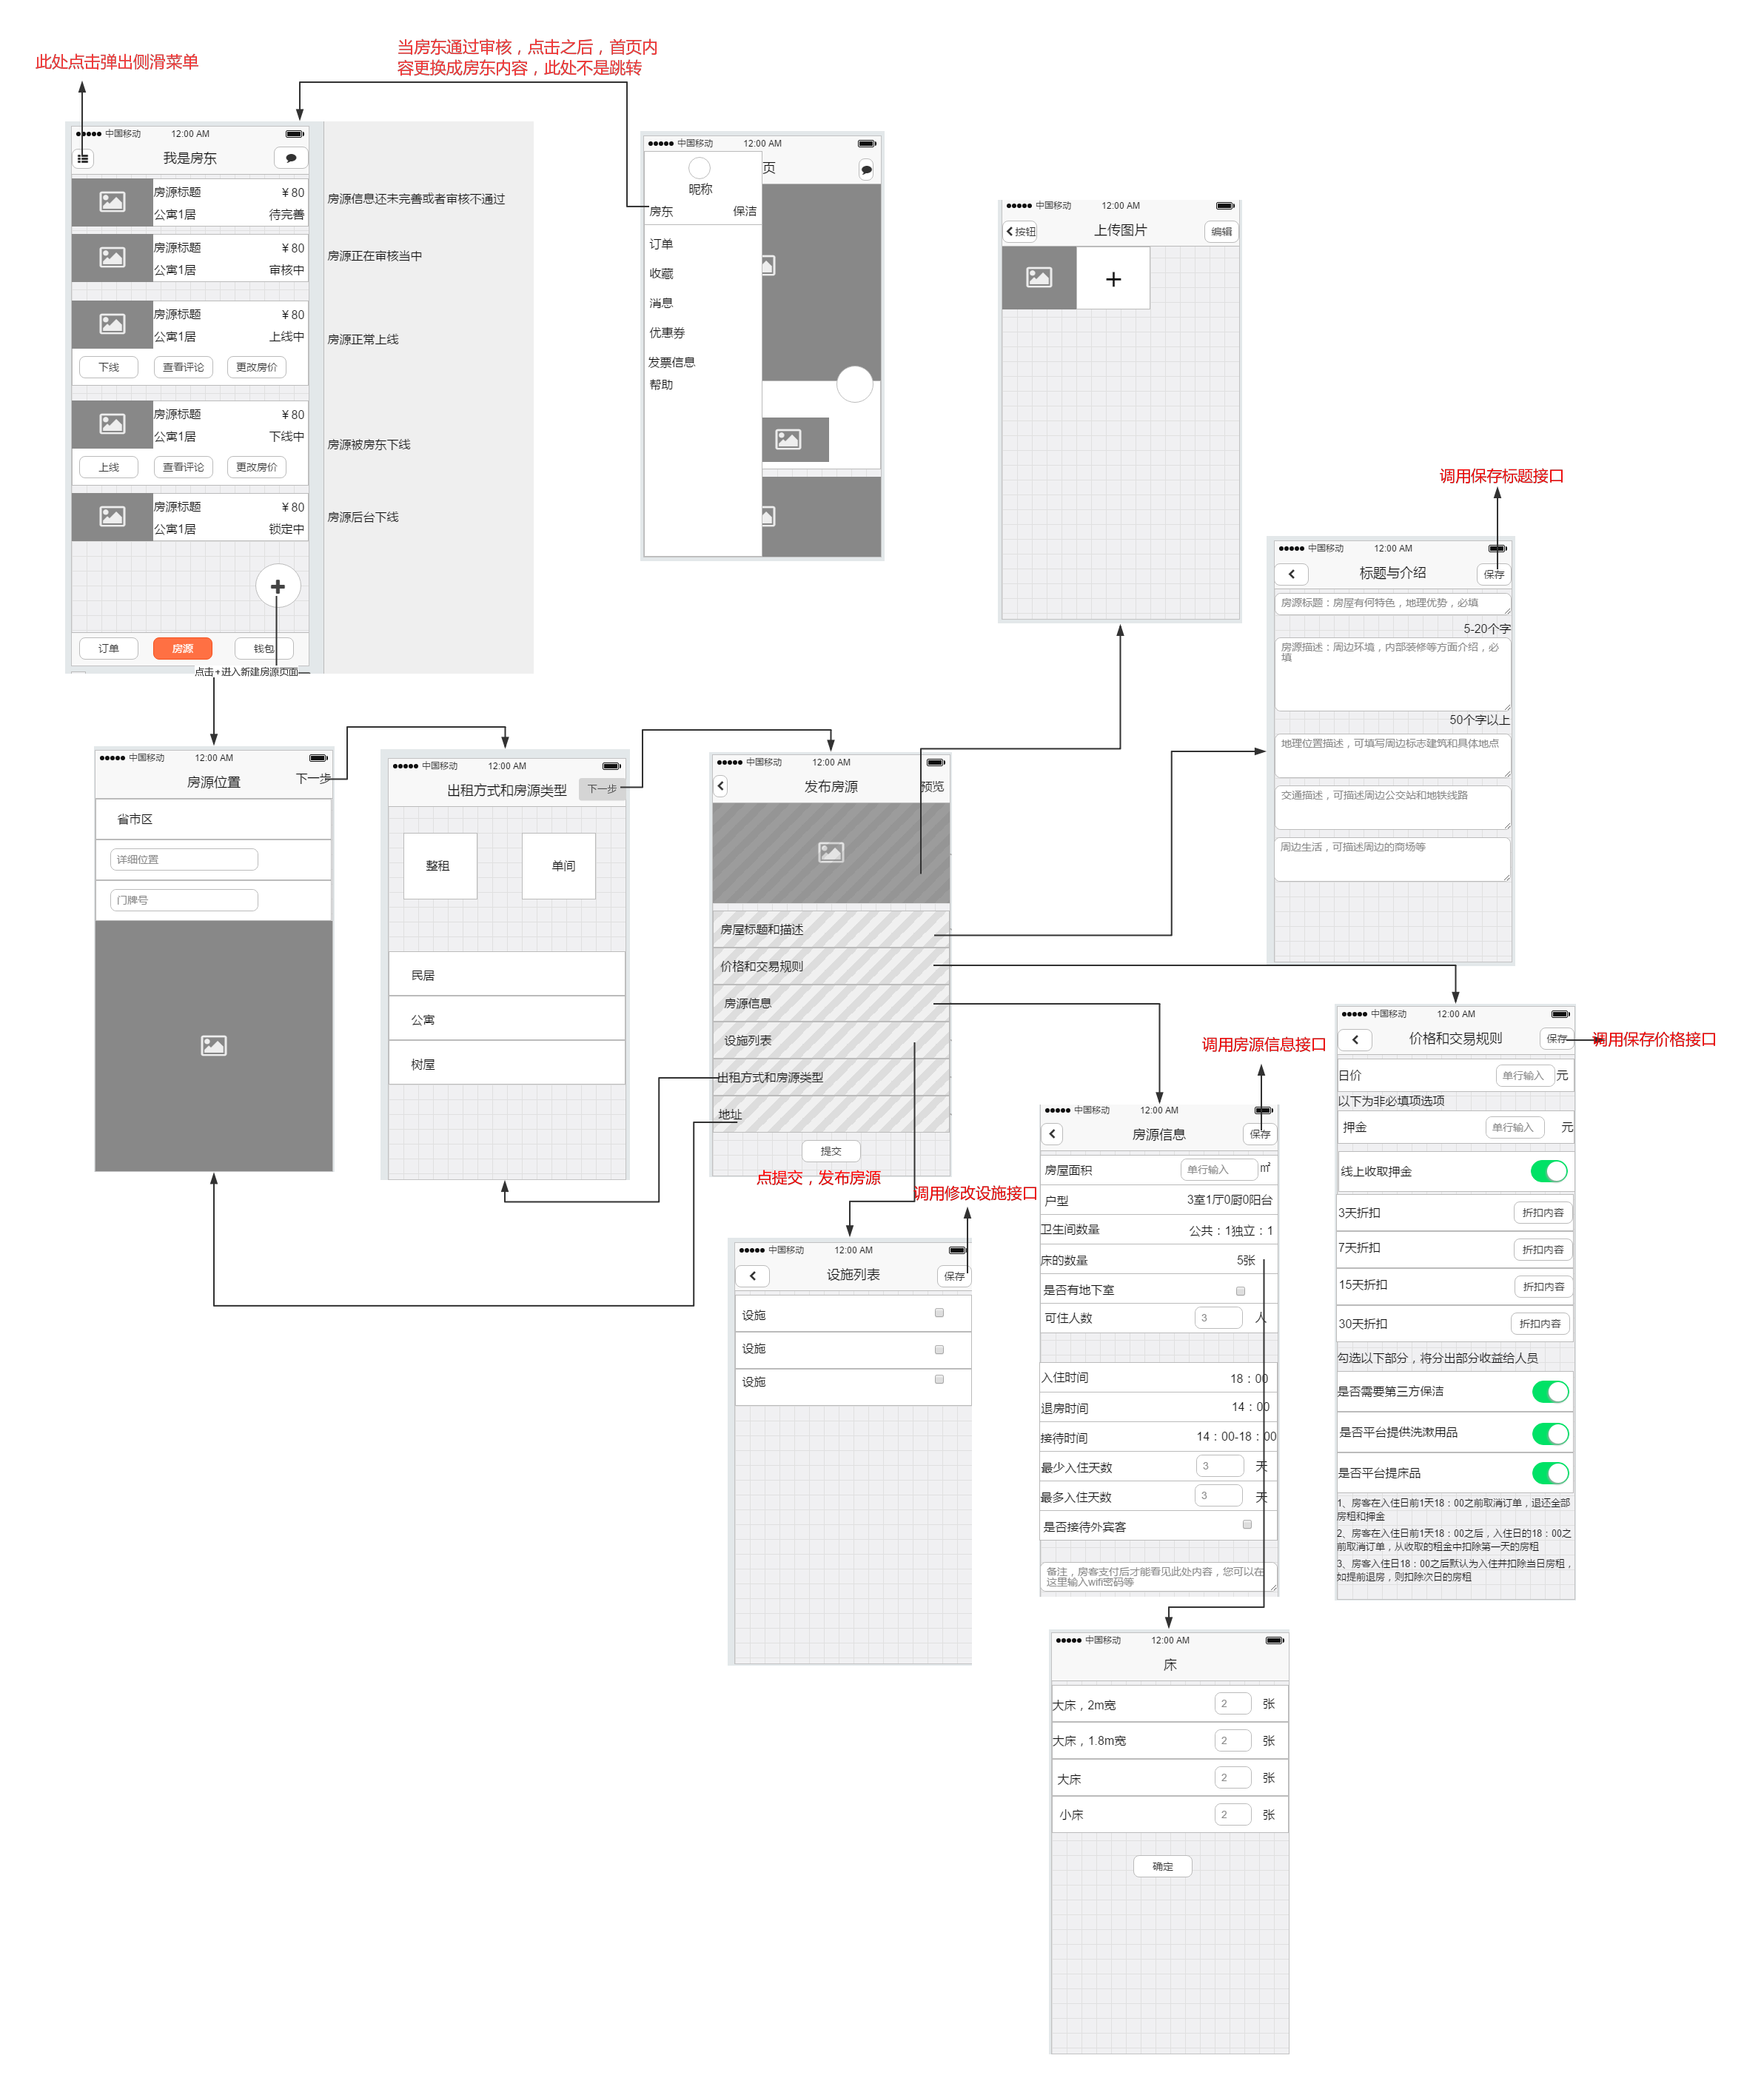 此处点击弹出侧滑菜单
当房东通过审核，点击之后，首页内
容更换成房东内容，此处不是跳转
中国移动 12:00 AM
我是房东
房源标题 ￥80
公寓1居 待完善
房源信息还未完善或者审核不通过
房源标题 ￥80
公寓1居 审核中
房源正在审核当中
房源标题 ￥80
公寓1居 上线中
房源正常上线
下线 查看评论 更改房价
房源标题 ￥80
公寓1居 下线中
房源被房东下线
上线 查看评论 更改房价
房源标题 ￥80
公寓1居 锁定中
房源后台下线
订单 房源 钱包
点击+进入新建房源页面
中国移动 12:00 AM
页
昵称
房东 保洁
订单
收藏
消息
优惠券
发票信息
帮助
中国移动 12:00 AM
按钮 上传图片 编辑
调用保存标题接口
中国移动 12:00 AM
标题与介绍 保存
房源标题：房屋有何特色，地理优势，必填
5-20个字
房源描述：周边环境，内部装修等方面介绍，必
填
50个字以上
地理位置描述，可填写周边标志建筑和具体地点
交通描述，可描述周边公交站和地铁线路
周边生活，可描述周边的商场等
中国移动 12:00 AM
房源位置 下一步
省市区
详细位置
门牌号
中国移动 12:00 AM
出租方式和房源类型 下一步
整租 单间
民居
公寓
树屋
中国移动 12:00 AM
发布房源 预览
房屋标题和描述
价格和交易规则
房源信息
设施列表
出租方式和房源类型
地址
提交
点提交，发布房源
调用修改设施接口
中国移动 12:00 AM
设施列表 保存
设施
设施
设施
调用房源信息接口
中国移动 12:00 AM
房源信息 保存
房屋面积 单行输入 ㎡
户型 3室1厅0厨0阳台
卫生间数量 公共：1独立：1
床的数量 5张
是否有地下室
可住人数 3 人
入住时间 18：00
退房时间 14：00
接待时间 14：00-18：00
最少入住天数 3 天
最多入住天数 3 天
是否接待外宾客
备注，房客支付后才能看见此处内容，您可以在
这里输入wifi密码等
中国移动 12:00 AM
价格和交易规则 保存
调用保存价格接口
日价 单行输入 元
以下为非必填项选项
押金 单行输入 元
线上收取押金
3天折扣 折扣内容
7天折扣 折扣内容
15天折扣 折扣内容
30天折扣 折扣内容
勾选以下部分，将分出部分收益给人员
是否需要第三方保洁
是否平台提供洗漱用品
是否平台提床品
1、房客在入住日前1天18：00之前取消订单，退还全部
房租和押金
2、房客在入住日前1天18：00之后，入住日的18：00之
前取消订单，从收取的租金中扣除第一天的房租
3、房客入住日18：00之后默认为入住并扣除当日房租，
如提前退房，则扣除次日的房租
中国移动 12:00 AM
床
大床，2m宽 2 张
大床，1.8m宽 2 张
大床 2 张
小床 2 张
确定